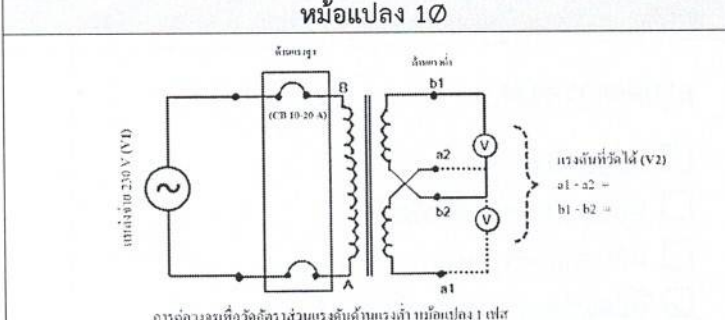 หม้อแปลง 1Ø
ด้านแรงสูง
ด้านแรงต่ำ
B
b1
(CB 10-20 A)
V
แหล่งจ่าย 230 V (V1)
a2
แรงดันที่วัดได้ (V2)
a1 - a2 =
b2
b1 - b2 =
V
A
a1
การต่อวงจรเพื่อวัดอัตราส่วนแรงดันด้านแรงต่ำ หม้อแปลง 1 เฟส